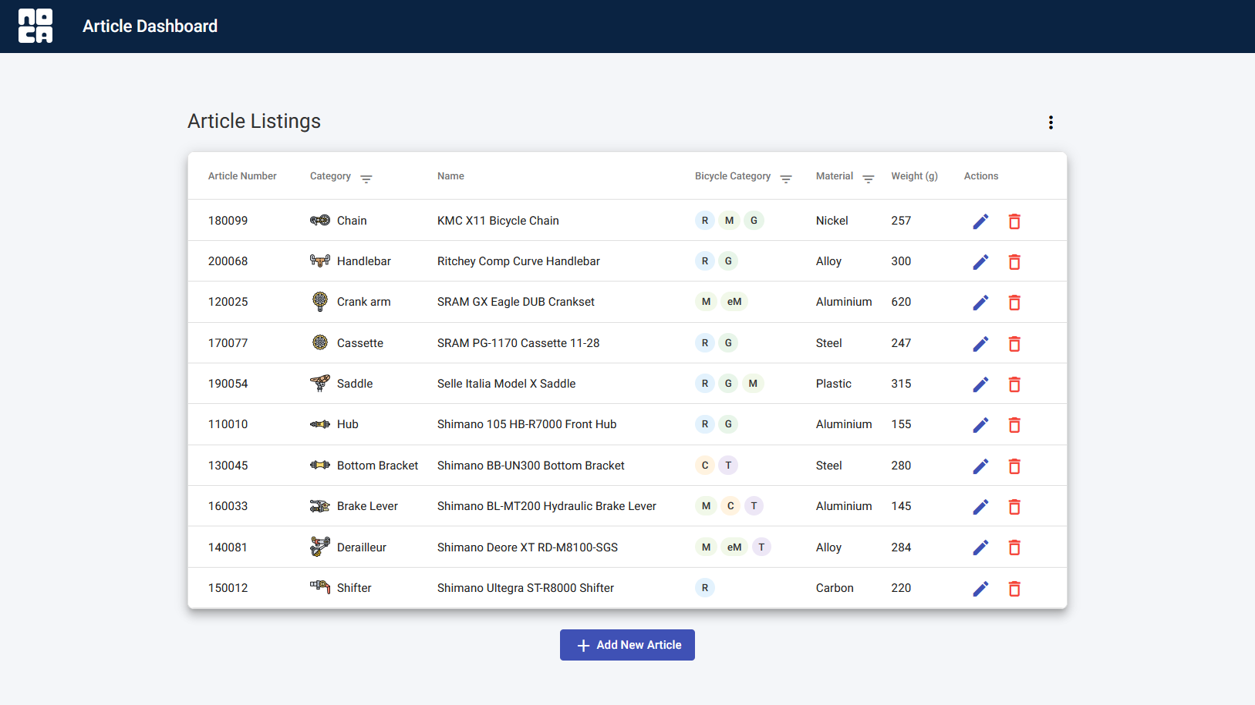 noca Article Dashboard
Article Listings
Article Number Category Name Bicycle Category Material Weight (g) Actions
180099 Chain KMC X11 Bicycle Chain R M G Nickel 257
200068 Handlebar Ritchey Comp Curve Handlebar R G Alloy 300
120025 Crank arm SRAM GX Eagle DUB Crankset M eM Aluminium 620
170077 Cassette SRAM PG-1170 Cassette 11-28 R G Steel 247
190054 Saddle Selle Italia Model X Saddle R G M Plastic 315
110010 Hub Shimano 105 HB-R7000 Front Hub R G Aluminium 155
130045 Bottom Bracket Shimano BB-UN300 Bottom Bracket C T Steel 280
160033 Brake Lever Shimano BL-MT200 Hydraulic Brake Lever M C T Aluminium 145
140081 Derailleur Shimano Deore XT RD-M8100-SGS M eM T Alloy 284
150012 Shifter Shimano Ultegra ST-R8000 Shifter R Carbon 220
Add New Article